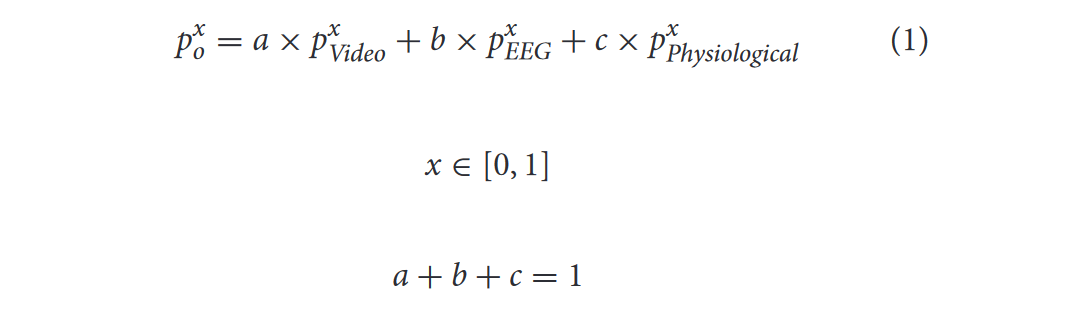 p_o^x = a × p_{Video}^x + b × p_{EEG}^x + c × p_{Physiological}^x (1)
x ∈ [0, 1]
a + b + c = 1